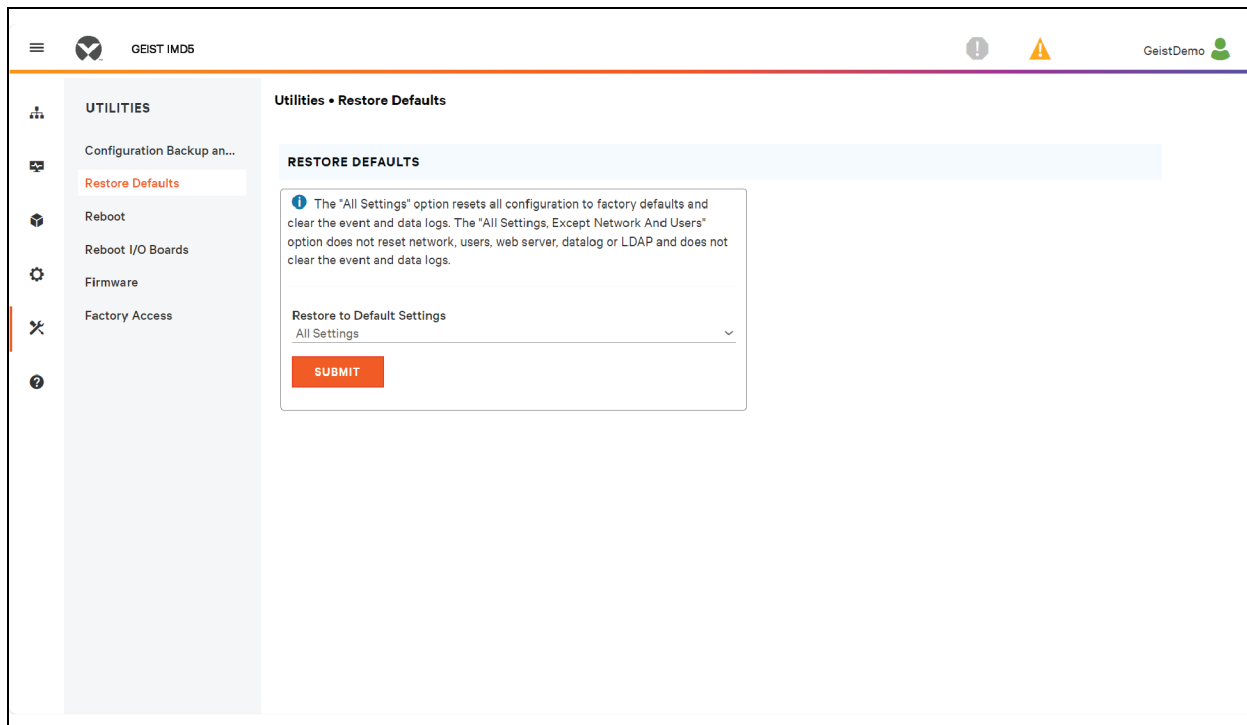 GEIST IMD5
GeistDemo
UTILITIES
Configuration Backup an...
Restore Defaults
Reboot
Reboot I/O Boards
Firmware
Factory Access
Utilities • Restore Defaults
RESTORE DEFAULTS
The "All Settings" option resets all configuration to factory defaults and
clear the event and data logs. The "All Settings, Except Network And Users"
option does not reset network, users, web server, datalog or LDAP and does not
clear the event and data logs.
Restore to Default Settings
All Settings
SUBMIT